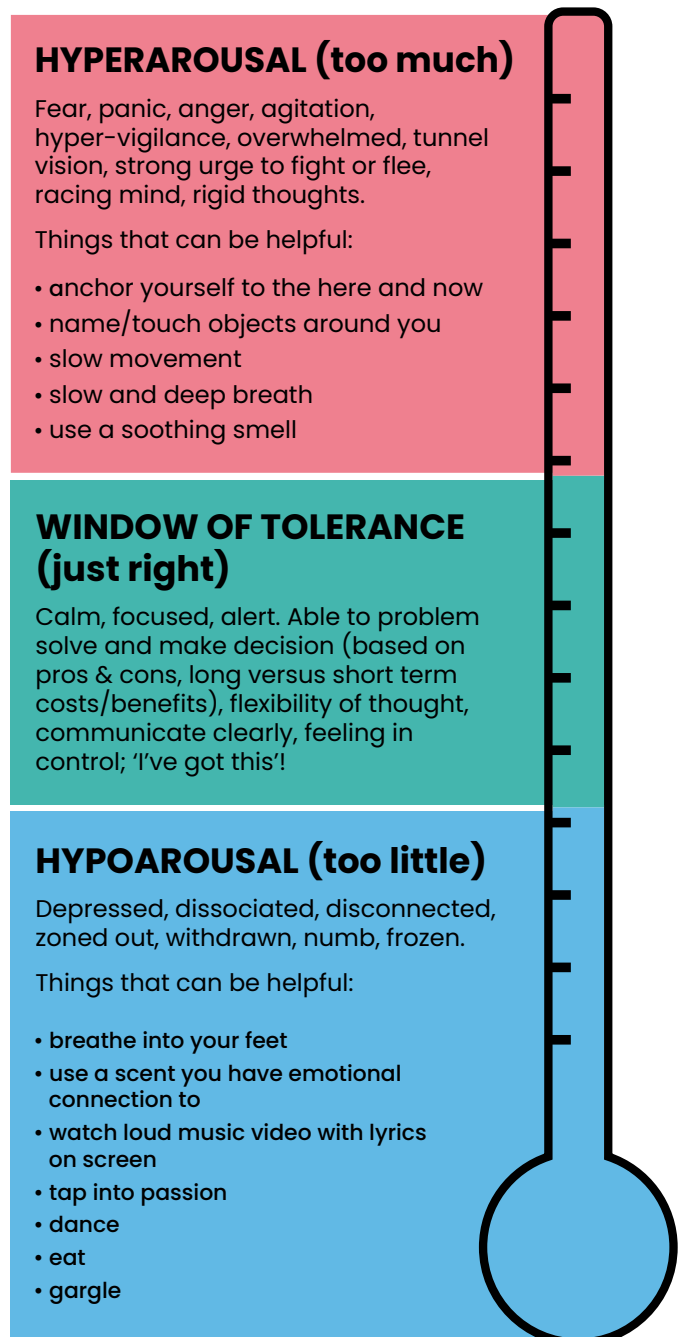 HYPERAROUSAL (too much)
Fear, panic, anger, agitation,
hyper-vigilance, overwhelmed, tunnel
vision, strong urge to fight or flee,
racing mind, rigid thoughts.
Things that can be helpful:
• anchor yourself to the here and now
• name/touch objects around you
• slow movement
• slow and deep breath
• use a soothing smell
WINDOW OF TOLERANCE
(just right)
Calm, focused, alert. Able to problem
solve and make decision (based on
pros & cons, long versus short term
costs/benefits), flexibility of thought,
communicate clearly, feeling in
control; ‘I’ve got this’!
HYPOAROUSAL (too little)
Depressed, dissociated, disconnected,
zoned out, withdrawn, numb, frozen.
Things that can be helpful:
• breathe into your feet
• use a scent you have emotional
connection to
• watch loud music video with lyrics
on screen
• tap into passion
• dance
• eat
• gargle